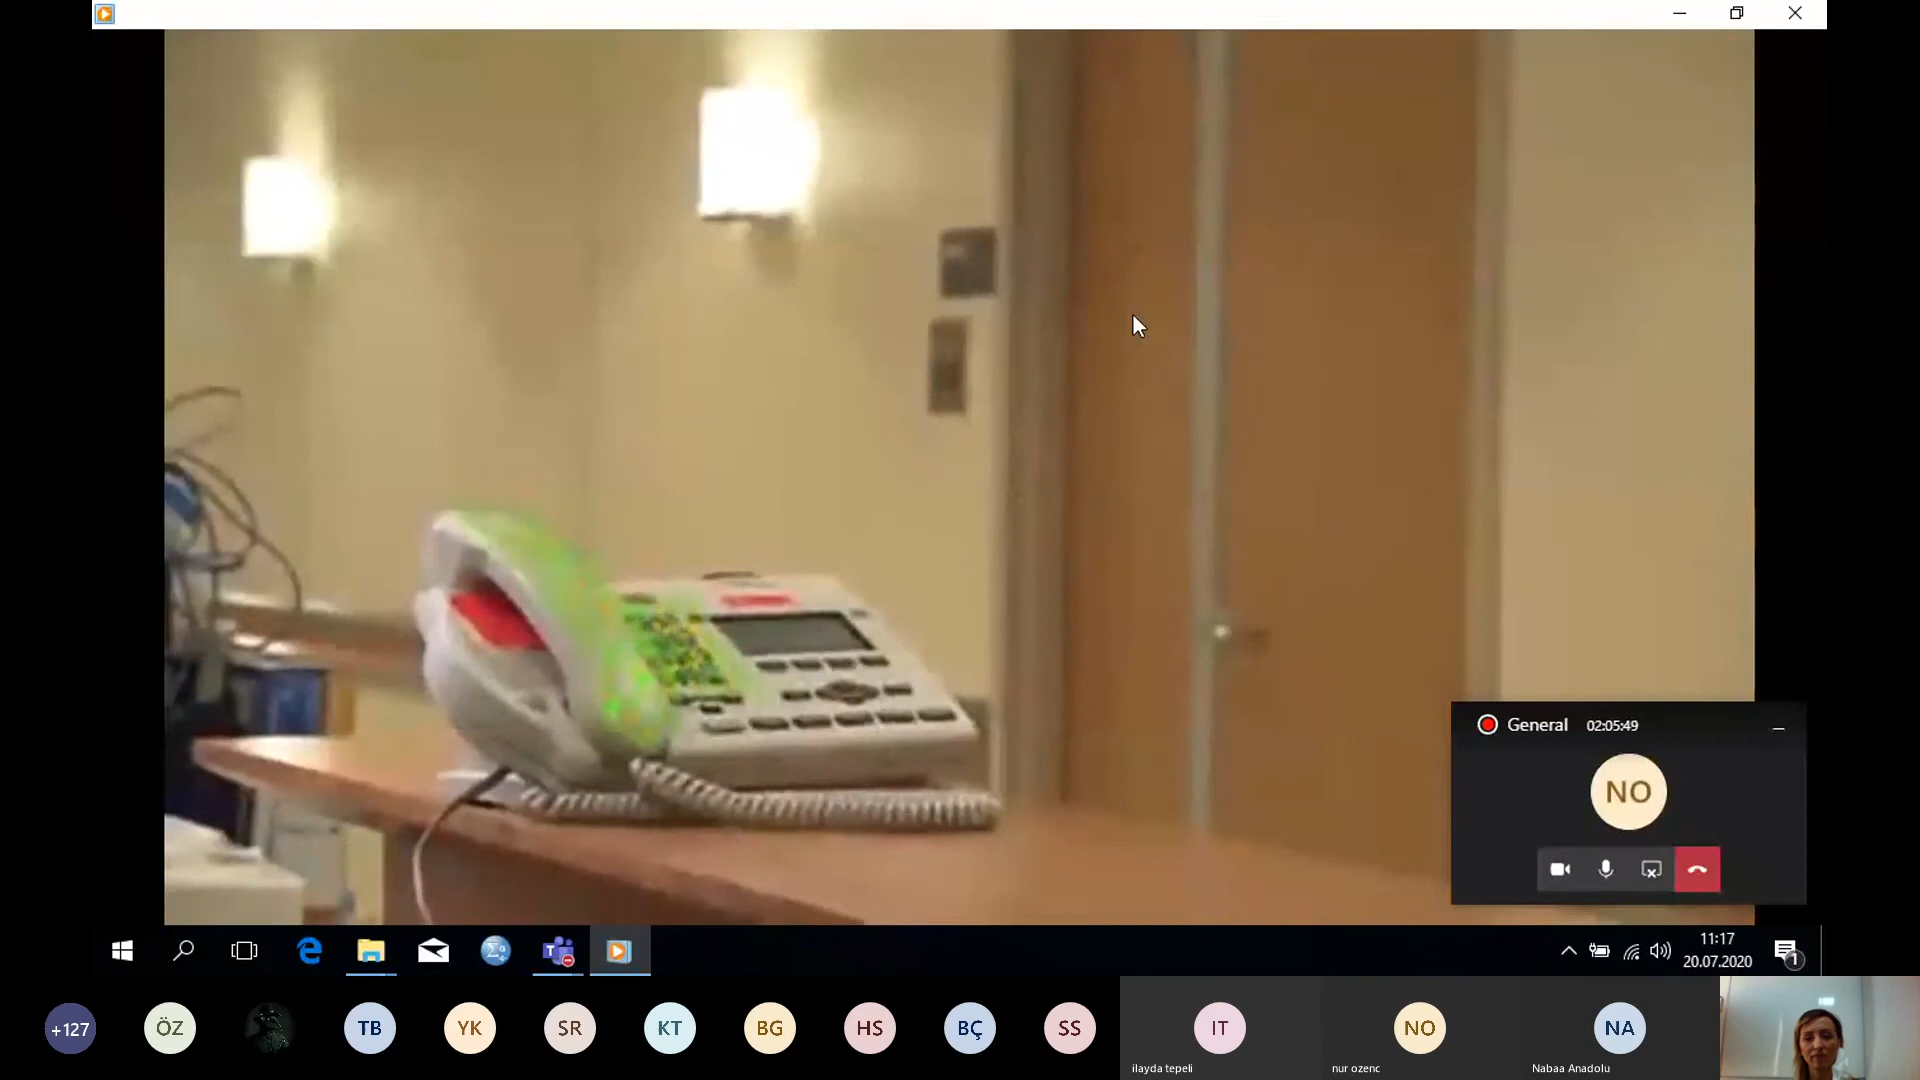 General 02:05:49
NO
11:17
20.07.2020
1
+127
ÖZ
TB
YK
SR
KT
BG
HS
BÇ
SS
IT
NO
NA
ilayda tepeli
nur ozenc
Nabaa Anadolu